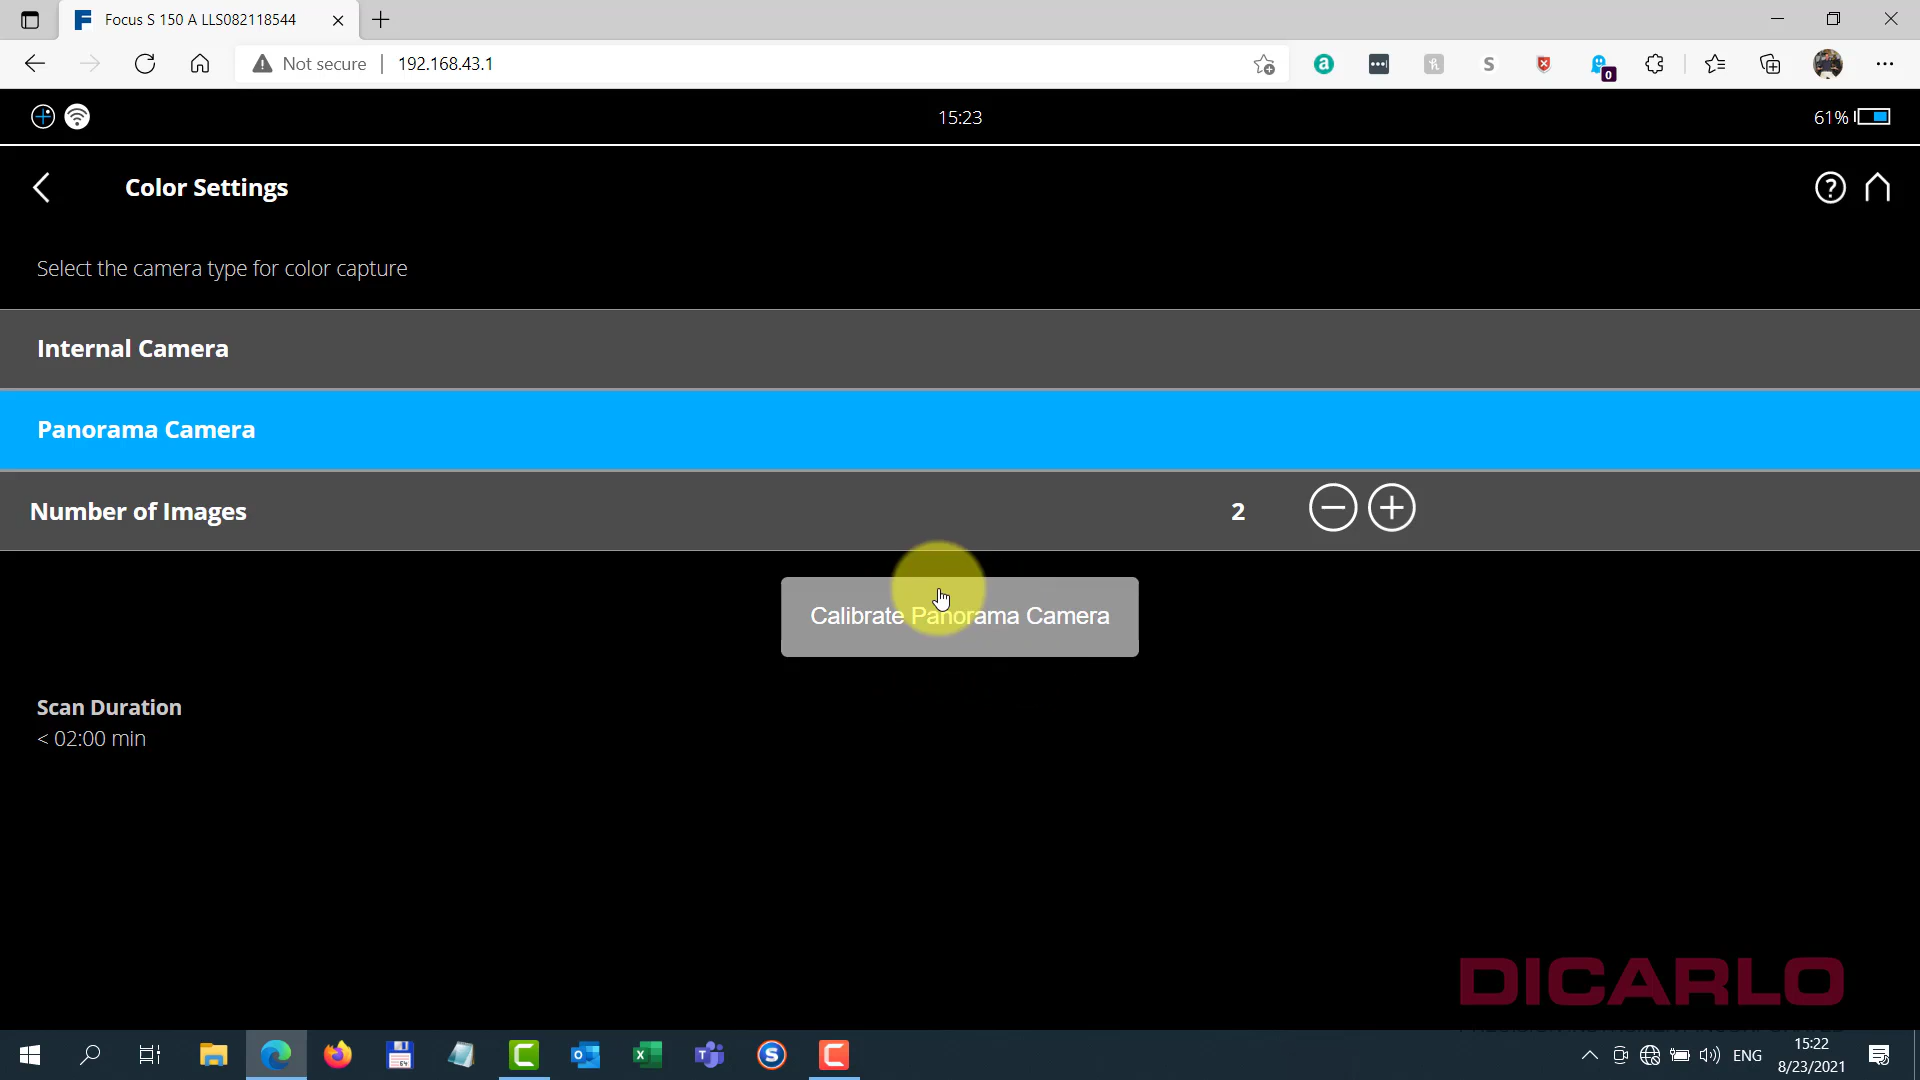 Focus S 150 A LLS082118544
Not secure
192.168.43.1
0
15:23
61%
Color Settings
Select the camera type for color capture
Internal Camera
Panorama Camera
Number of Images
2
Calibrate Panorama Camera
Scan Duration
< 02:00 min
DICARLO
ENG
15:22
8/23/2021